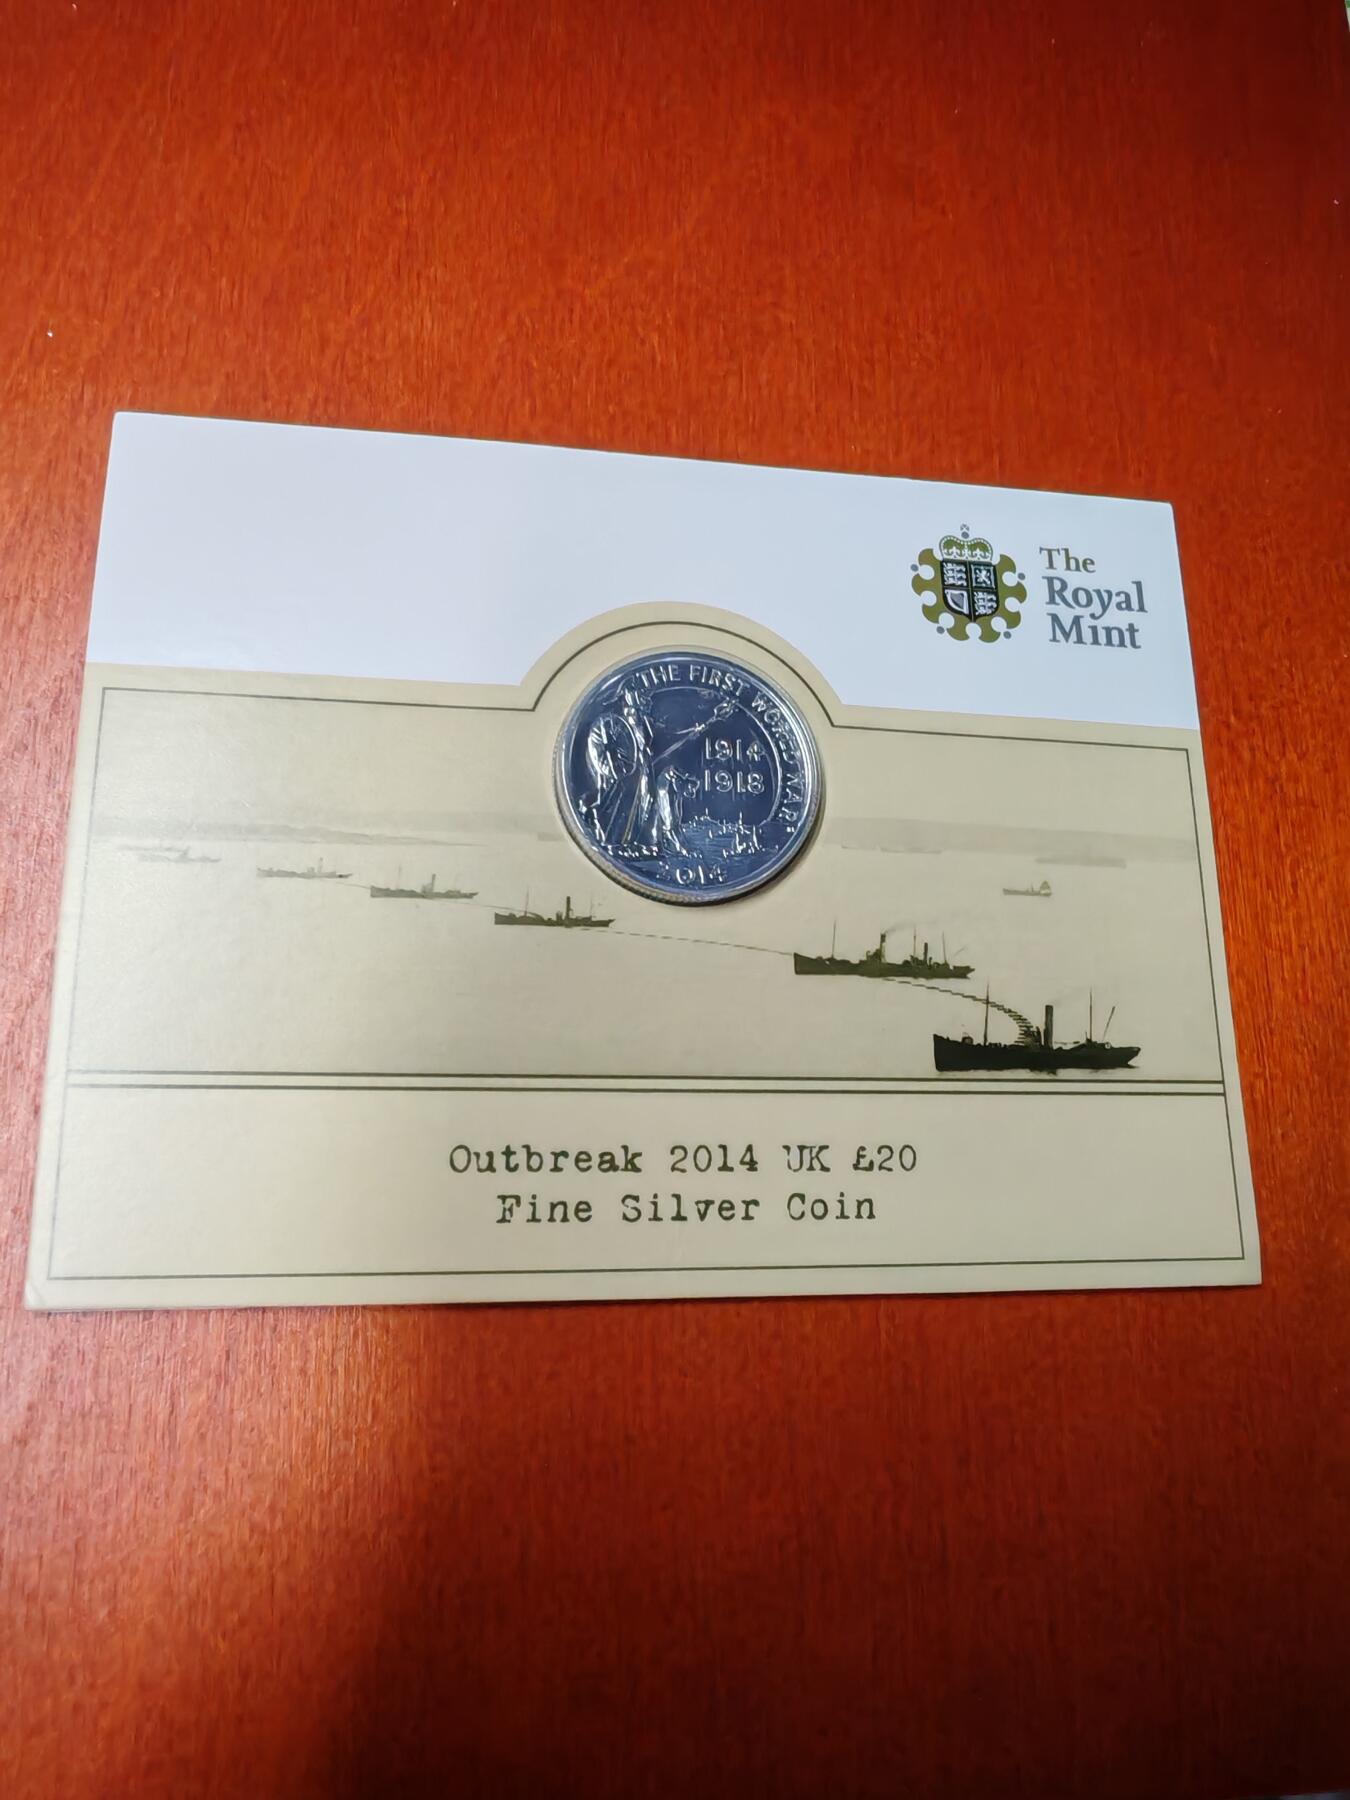 The
Royal
Mint
THE FIRST WORLD WAR
1914
1918
2014
Outbreak 2014 UK £20
Fine Silver Coin